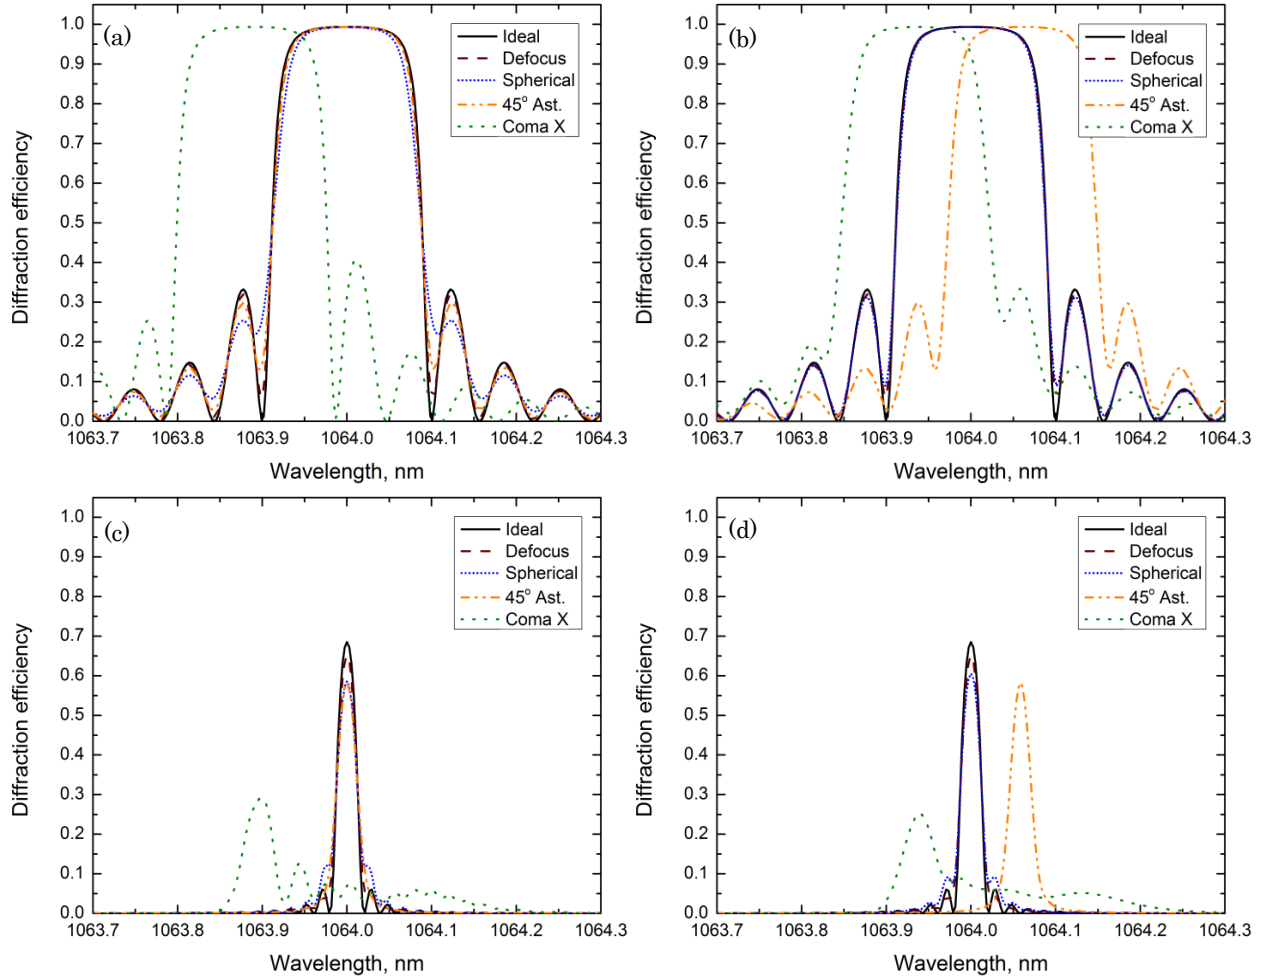 (a)
Ideal
Defocus
Spherical
45° Ast.
Coma X
Diffraction efficiency
1.0
0.9
0.8
0.7
0.6
0.5
0.4
0.3
0.2
0.1
0.0
1063.7 1063.8 1063.9 1064.0 1064.1 1064.2 1064.3
Wavelength, nm
(b)
Ideal
Defocus
Spherical
45° Ast.
Coma X
Diffraction efficiency
1.0
0.9
0.8
0.7
0.6
0.5
0.4
0.3
0.2
0.1
0.0
1063.7 1063.8 1063.9 1064.0 1064.1 1064.2 1064.3
Wavelength, nm
(c)
Ideal
Defocus
Spherical
45° Ast.
Coma X
Diffraction efficiency
1.0
0.9
0.8
0.7
0.6
0.5
0.4
0.3
0.2
0.1
0.0
1063.7 1063.8 1063.9 1064.0 1064.1 1064.2 1064.3
Wavelength, nm
(d)
Ideal
Defocus
Spherical
45° Ast.
Coma X
Diffraction efficiency
1.0
0.9
0.8
0.7
0.6
0.5
0.4
0.3
0.2
0.1
0.0
1063.7 1063.8 1063.9 1064.0 1064.1 1064.2 1064.3
Wavelength, nm